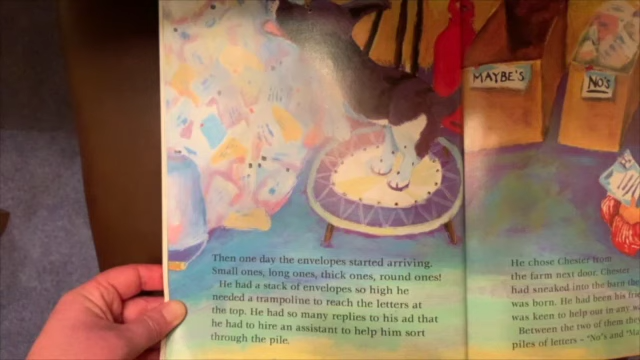 MAYBE'S
NO'S
Then one day the envelopes started arriving.
Small ones, long ones, thick ones, round ones!
He had a stack of envelopes so high he
needed a trampoline to reach the letters at
the top. He had so many replies to his ad that
he had to hire an assistant to help him sort
through the pile.
He chose Chester from
the farm next door. Chester
had sneaked into the barn the
was born. He had been his
was keen to help out in any
Between the two of them they
piles of letters – "No's and